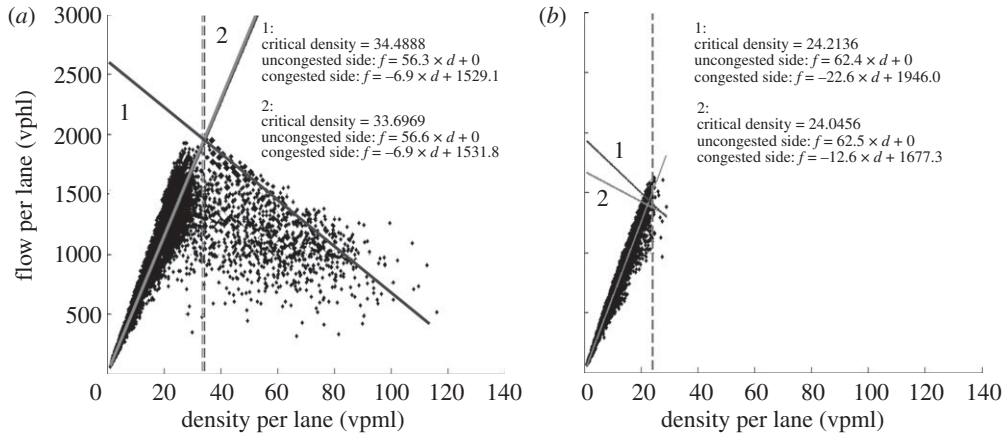 (a)
flow per lane (vphl)
3000
2500
2000
1500
1000
500
0 20 40 60 80 100 120 140
density per lane (vpml)
1
2
1:
critical density = 34.4888
uncongested side: f = 56.3 × d + 0
congested side: f = –6.9 × d + 1529.1
2:
critical density = 33.6969
uncongested side: f = 56.6 × d + 0
congested side: f = –6.9 × d + 1531.8
(b)
1:
critical density = 24.2136
uncongested side: f = 62.4 × d + 0
congested side: f = –22.6 × d + 1946.0
2:
critical density = 24.0456
uncongested side: f = 62.5 × d + 0
congested side: f = –12.6 × d + 1677.3
1
2
0 20 40 60 80 100 120 140
density per lane (vpml)